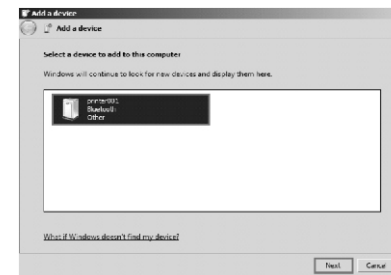 Add a device
Add a device
Select a device to add to this computer
Windows will continue to look for new devices and display them here.
printer001
Bluetooth
Other
What if Windows doesn't find my device?
Next
Cance